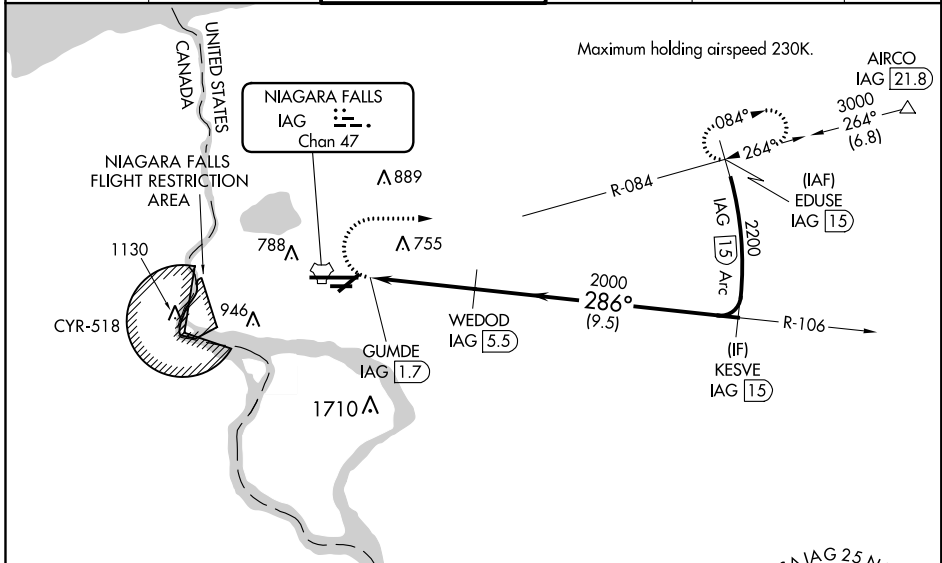 UNITED STATES
CANADA
Maximum holding airspeed 230K.
AIRCO
IAG 21.8
3000
264°
(6.8)
084°
264°
NIAGARA FALLS
IAG
Chan 47
NIAGARA FALLS
FLIGHT RESTRICTION
AREA
889
R-084
(IAF)
EDUSE
IAG 15
IAG 15 Arc
2200
788
755
1130
946
CYR-518
2000
286°
(9.5)
WEDOD
IAG 5.5
GUMDE
IAG 1.7
R-106
(IF)
KESVE
IAG 15
1710
IAG 25 N